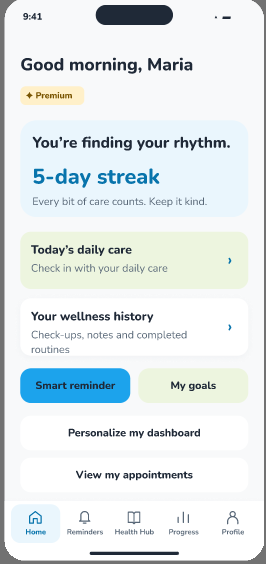 9:41
Good morning, Maria
✦ Premium
You’re finding your rhythm.
5-day streak
Every bit of care counts. Keep it kind.
Today’s daily care
Check in with your daily care
›
Your wellness history
Check-ups, notes and completed
routines
›
Smart reminder
My goals
Personalize my dashboard
View my appointments
Home
Reminders
Health Hub
Progress
Profile